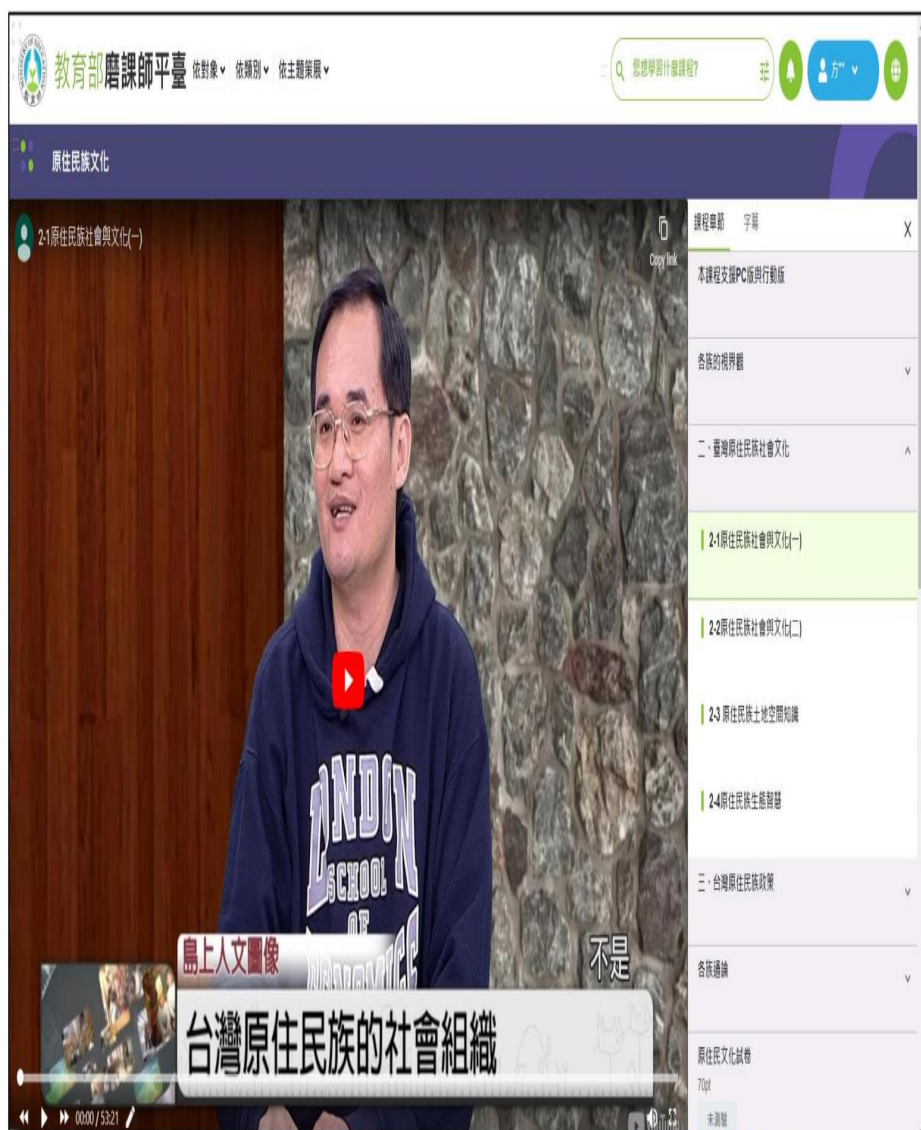 教育部磨課師平臺 依對象 依類別 依主題策展
您想學習什麼課程?
方**
原住民族文化
2-1原住民族社會與文化(一)
Copy link
LONDON
SCHOOL
OF
ECONOMICS
不是
島上人文圖像
台灣原住民族的社會組織
00:00 / 53:21
課程章節 字幕 X
本課程支援PC版與行動版
各族的視界觀
二、臺灣原住民族社會文化
2-1原住民族社會與文化(一)
2-2原住民族社會與文化(二)
2-3 原住民族土地空間知識
2-4原住民族生態智慧
三、台灣原住民族政策
各族通論
原住民文化試卷
70pt
未測驗